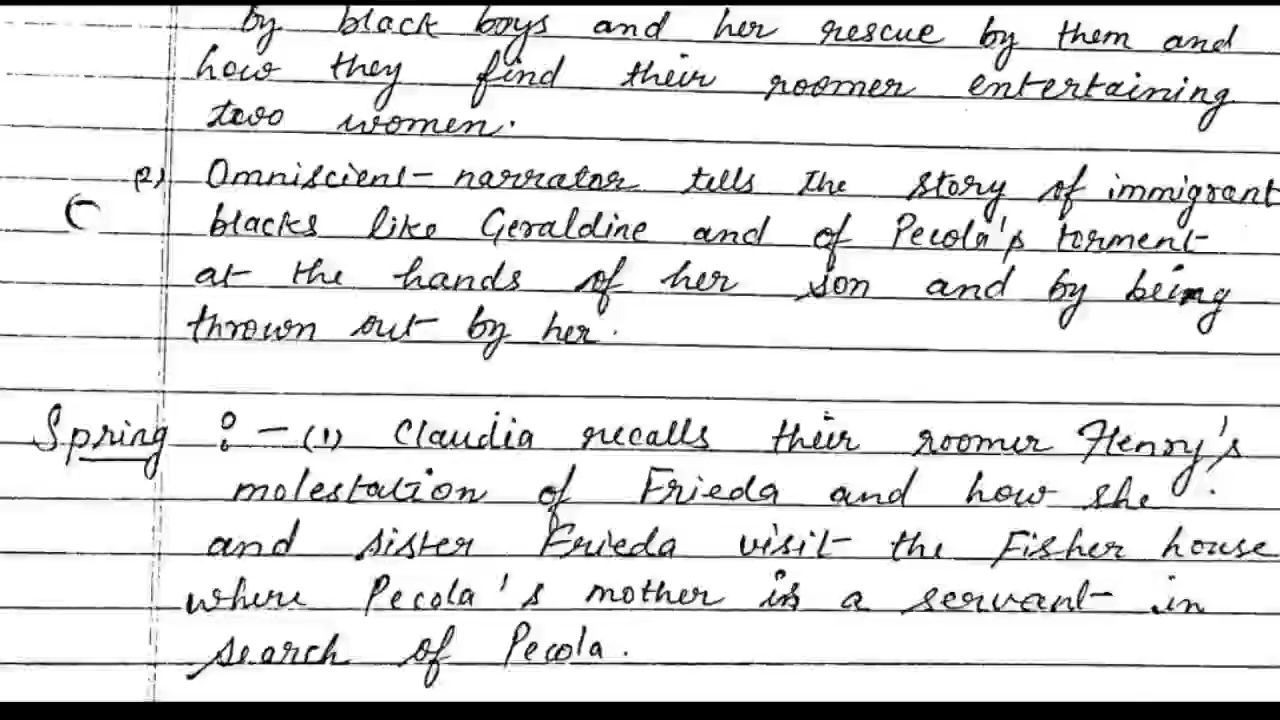 by black boys and her rescue by them and
how they find their roomer entertaining
two women.
(2) Omniscient narrator tells the story of immigrant
blacks like Geraldine and of Pecola's torment
at the hands of her son and by being
thrown out by her.
Spring :- (1) Claudia recalls their roomer Henry's
molestation of Frieda and how she
and sister Frieda visit the Fisher house
where Pecola's mother is a servant in
search of Pecola.